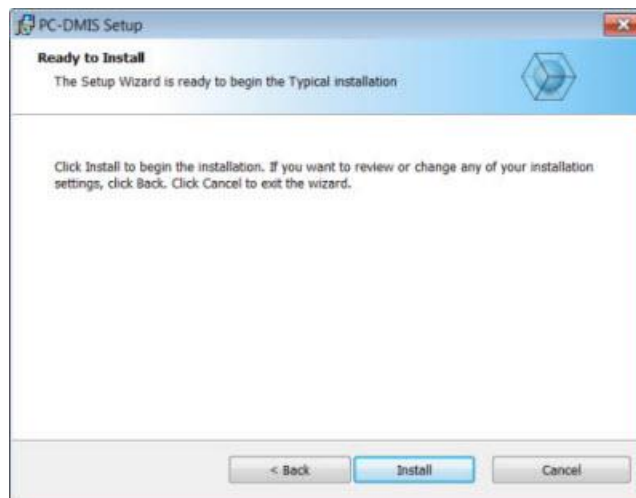 PC-DMIS Setup
Ready to Install
The Setup Wizard is ready to begin the Typical installation
Click Install to begin the installation. If you want to review or change any of your installation
settings, click Back. Click Cancel to exit the wizard.
< Back Install Cancel